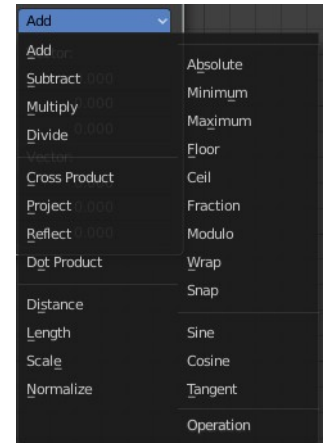 Add
Add
Subtract
Multiply
Divide
Cross Product
Project
Reflect
Dot Product
Distance
Length
Scale
Normalize
Absolute
Minimum
Maximum
Floor
Ceil
Fraction
Modulo
Wrap
Snap
Sine
Cosine
Tangent
Operation